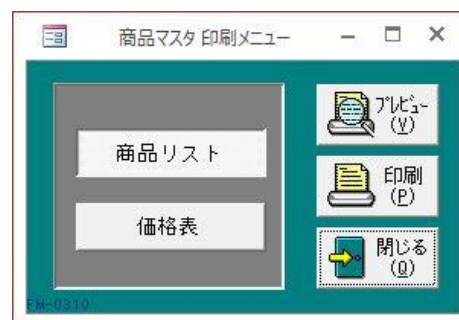 商品マスタ 印刷メニュー
商品リスト
価格表
ﾌﾟﾚﾋﾞｭｰ
(V)
印刷
(P)
閉じる
(Q)
FM-0310